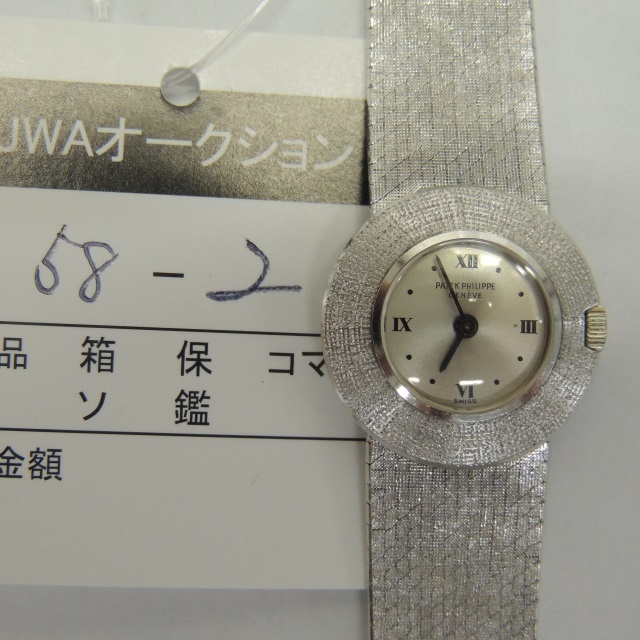 JWAオークション
58-2
品 箱 保 コマ
ソ 鑑
金額
XII
PATEK PHILIPPE
GENEVE
IX III
VI
SWISS